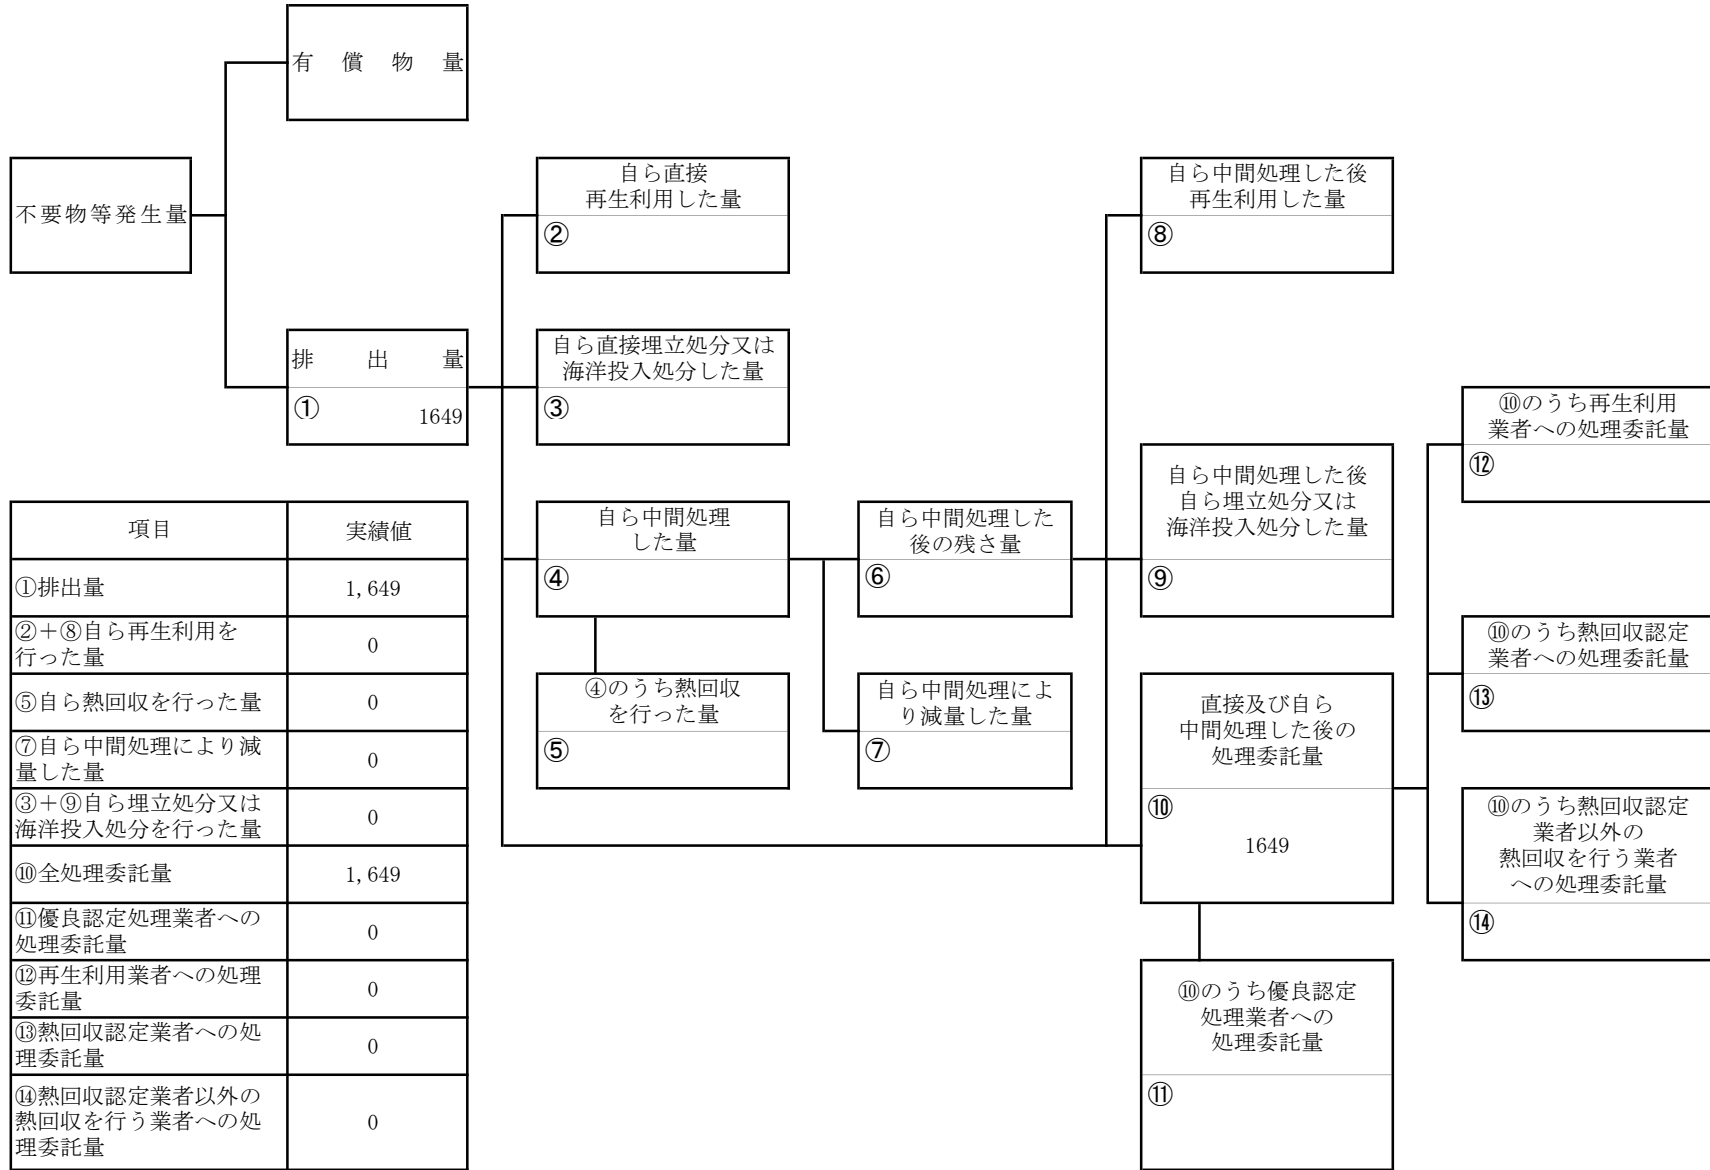 有償物量
不要物等発生量
自ら直接
再生利用した量
②
自ら中間処理した後
再生利用した量
⑧
排出量
① 1649
自ら直接埋立処分又は
海洋投入処分した量
③
⑩のうち再生利用
業者への処理委託量
⑫
自ら中間処理
した量
④
自ら中間処理した
後の残さ量
⑥
自ら中間処理した後
自ら埋立処分又は
海洋投入処分した量
⑨
⑩のうち熱回収認定
業者への処理委託量
⑬
④のうち熱回収
を行った量
⑤
自ら中間処理によ
り減量した量
⑦
直接及び自ら
中間処理した後の
処理委託量
⑩
1649
⑩のうち熱回収認定
業者以外の
熱回収を行う業者
への処理委託量
⑭
⑩のうち優良認定
処理業者への
処理委託量
⑪
項目 実績値
①排出量 1,649
②+⑧自ら再生利用を
行った量 0
⑤自ら熱回収を行った量 0
⑦自ら中間処理により減
量した量 0
③+⑨自ら埋立処分又は
海洋投入処分を行った量 0
⑩全処理委託量 1,649
⑪優良認定処理業者への
処理委託量 0
⑫再生利用業者への処理
委託量 0
⑬熱回収認定業者への処
理委託量 0
⑭熱回収認定業者以外の
熱回収を行う業者への処
理委託量 0